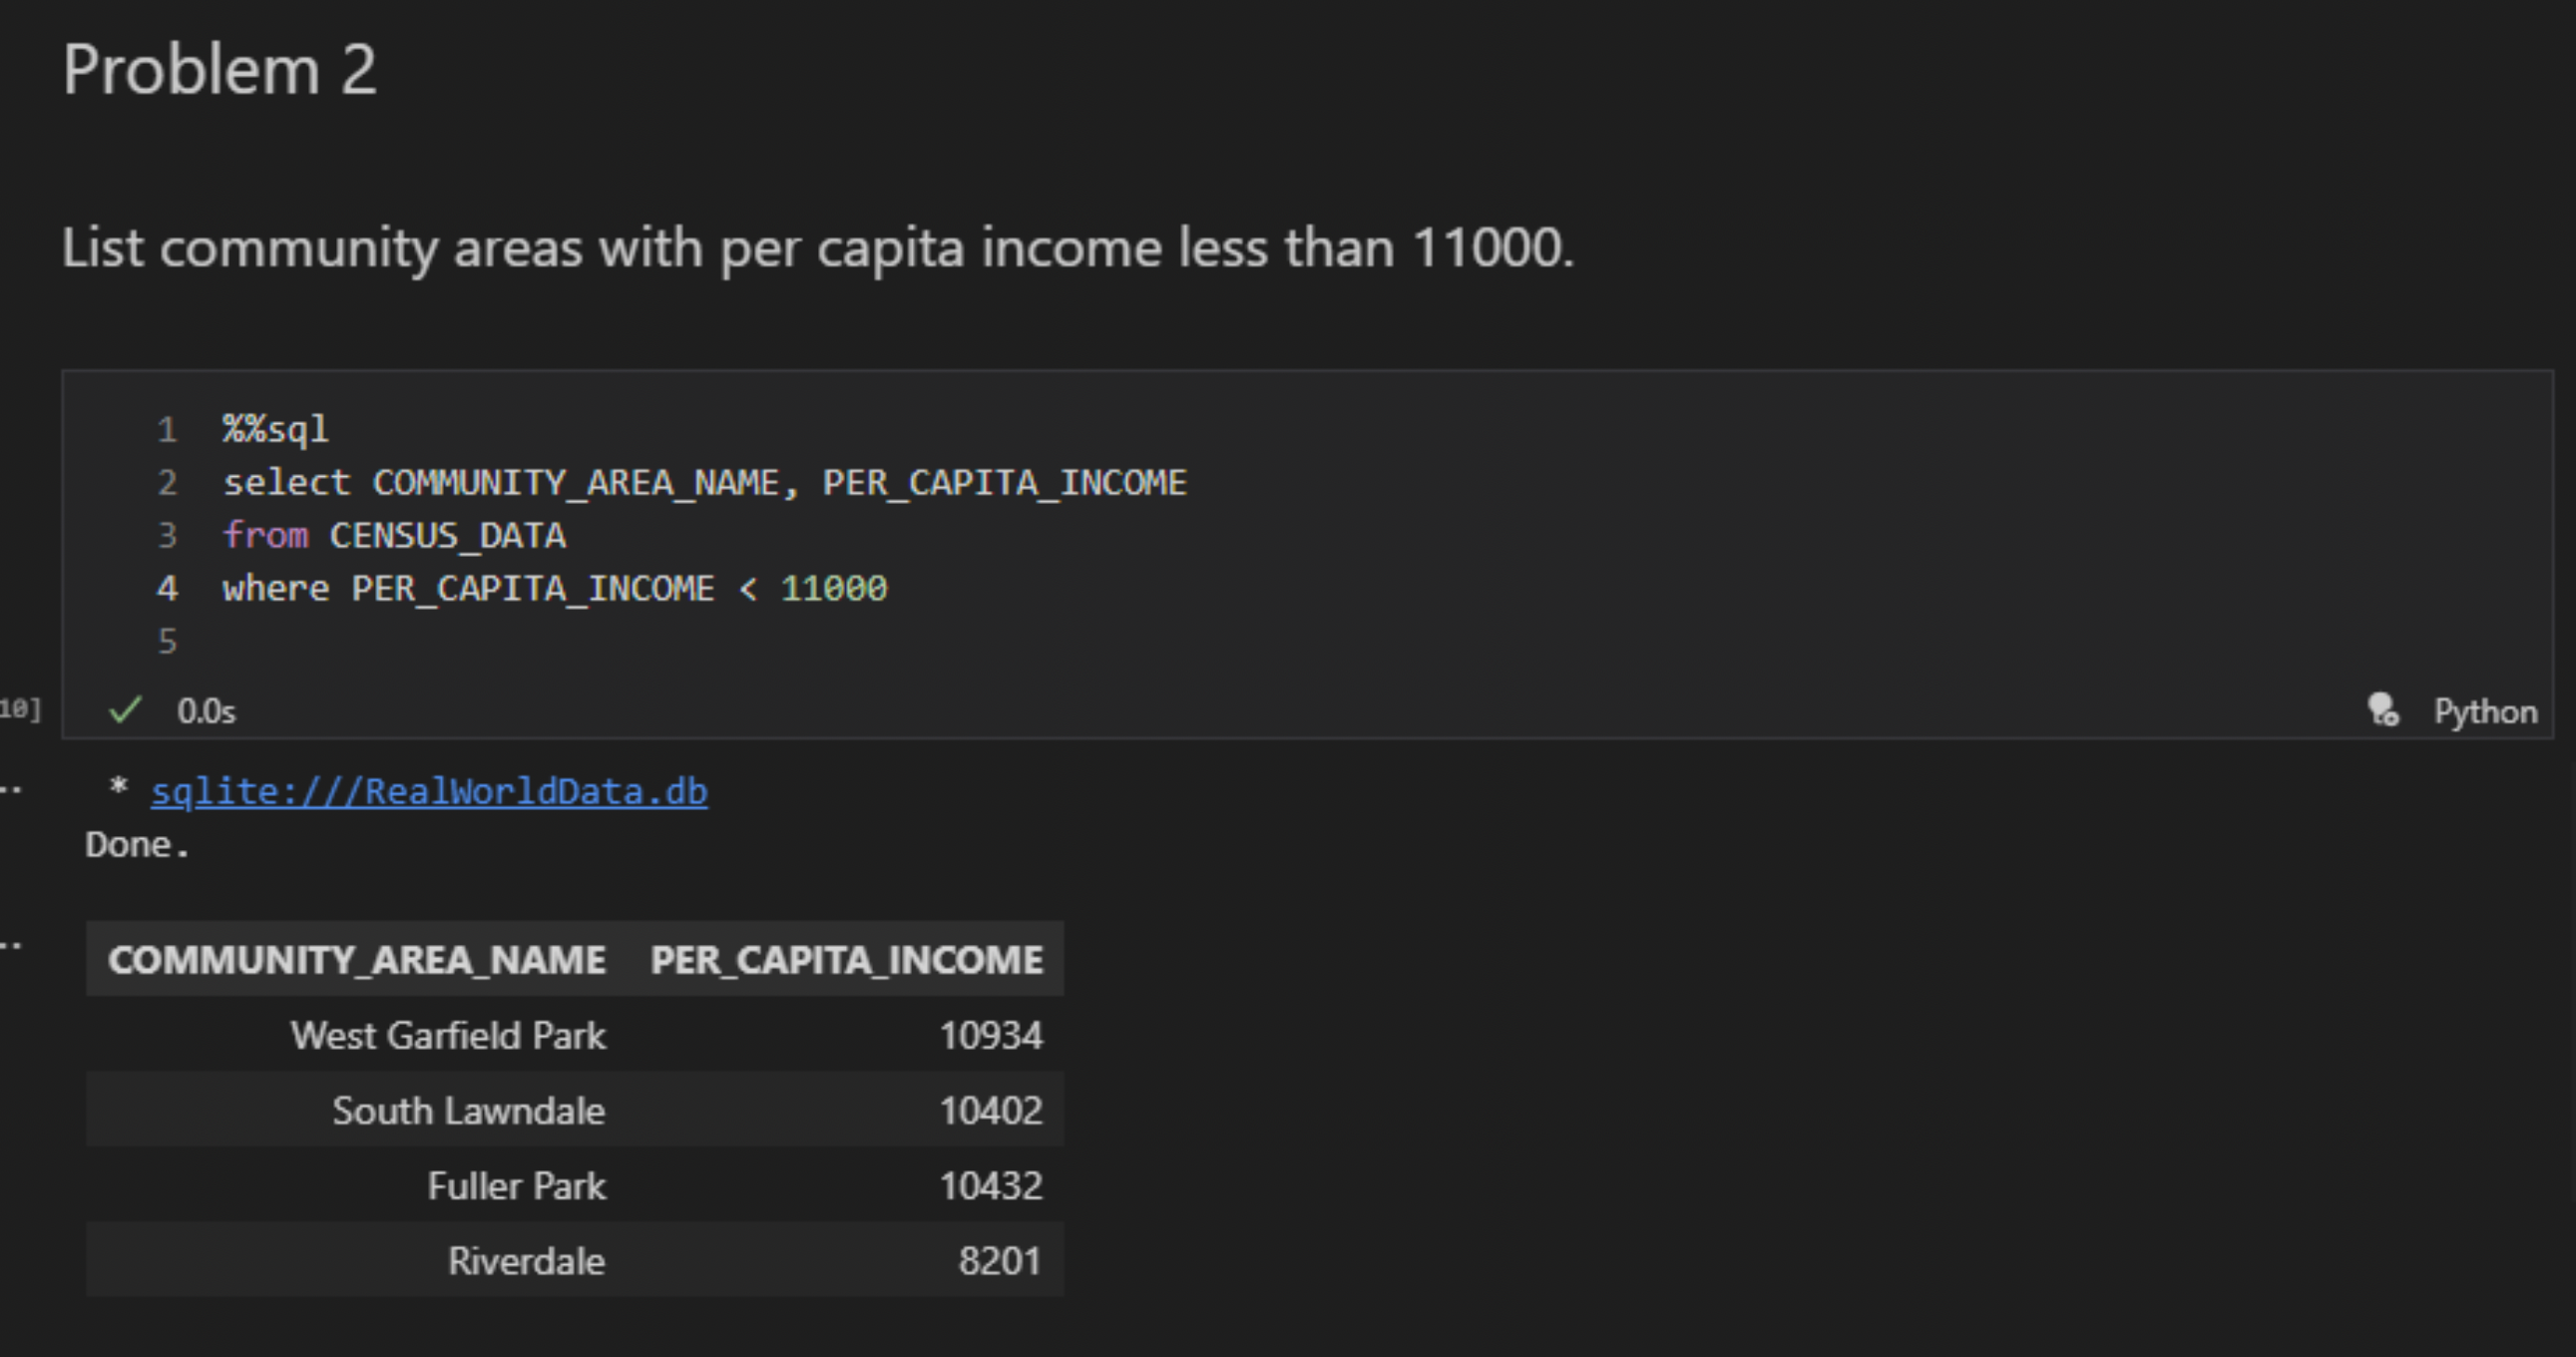 Problem 2
List community areas with per capita income less than 11000.
1 %%sql
2 select COMMUNITY_AREA_NAME, PER_CAPITA_INCOME
3 from CENSUS_DATA
4 where PER_CAPITA_INCOME < 11000
5
10] ✓ 0.0s Python
* sqlite:///RealWorldData.db
Done.
COMMUNITY_AREA_NAME PER_CAPITA_INCOME
West Garfield Park 10934
South Lawndale 10402
Fuller Park 10432
Riverdale 8201